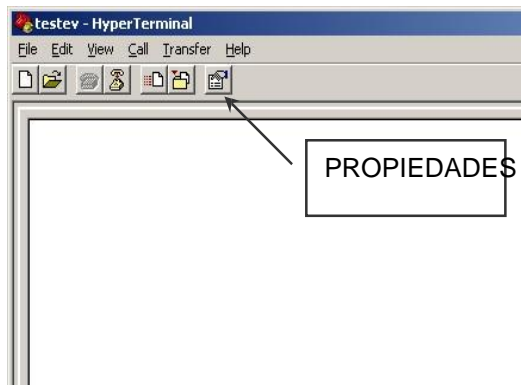 testev - HyperTerminal
File Edit View Call Transfer Help
PROPIEDADES